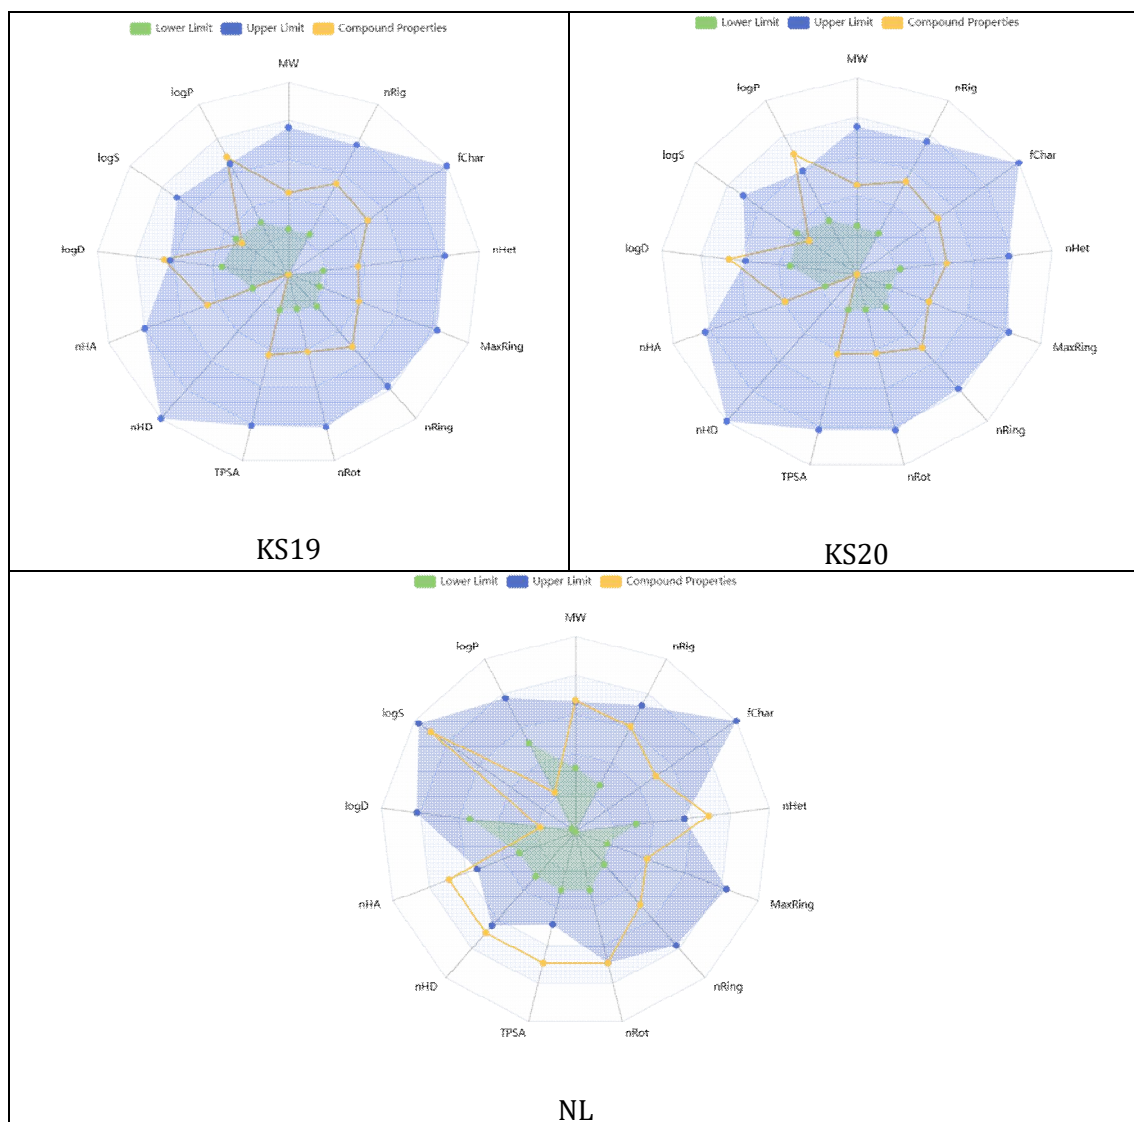 Lower Limit Upper Limit Compound Properties
MW
logP nRig
logS fChar
logD nHet
nHA MaxRing
nHD nRing
TPSA nRot
KS19
Lower Limit Upper Limit Compound Properties
MW
logP nRig
logS fChar
logD nHet
nHA MaxRing
nHD nRing
TPSA nRot
KS20
Lower Limit Upper Limit Compound Properties
MW
logP nRig
logS fChar
logD nHet
nHA MaxRing
nHD nRing
TPSA nRot
NL